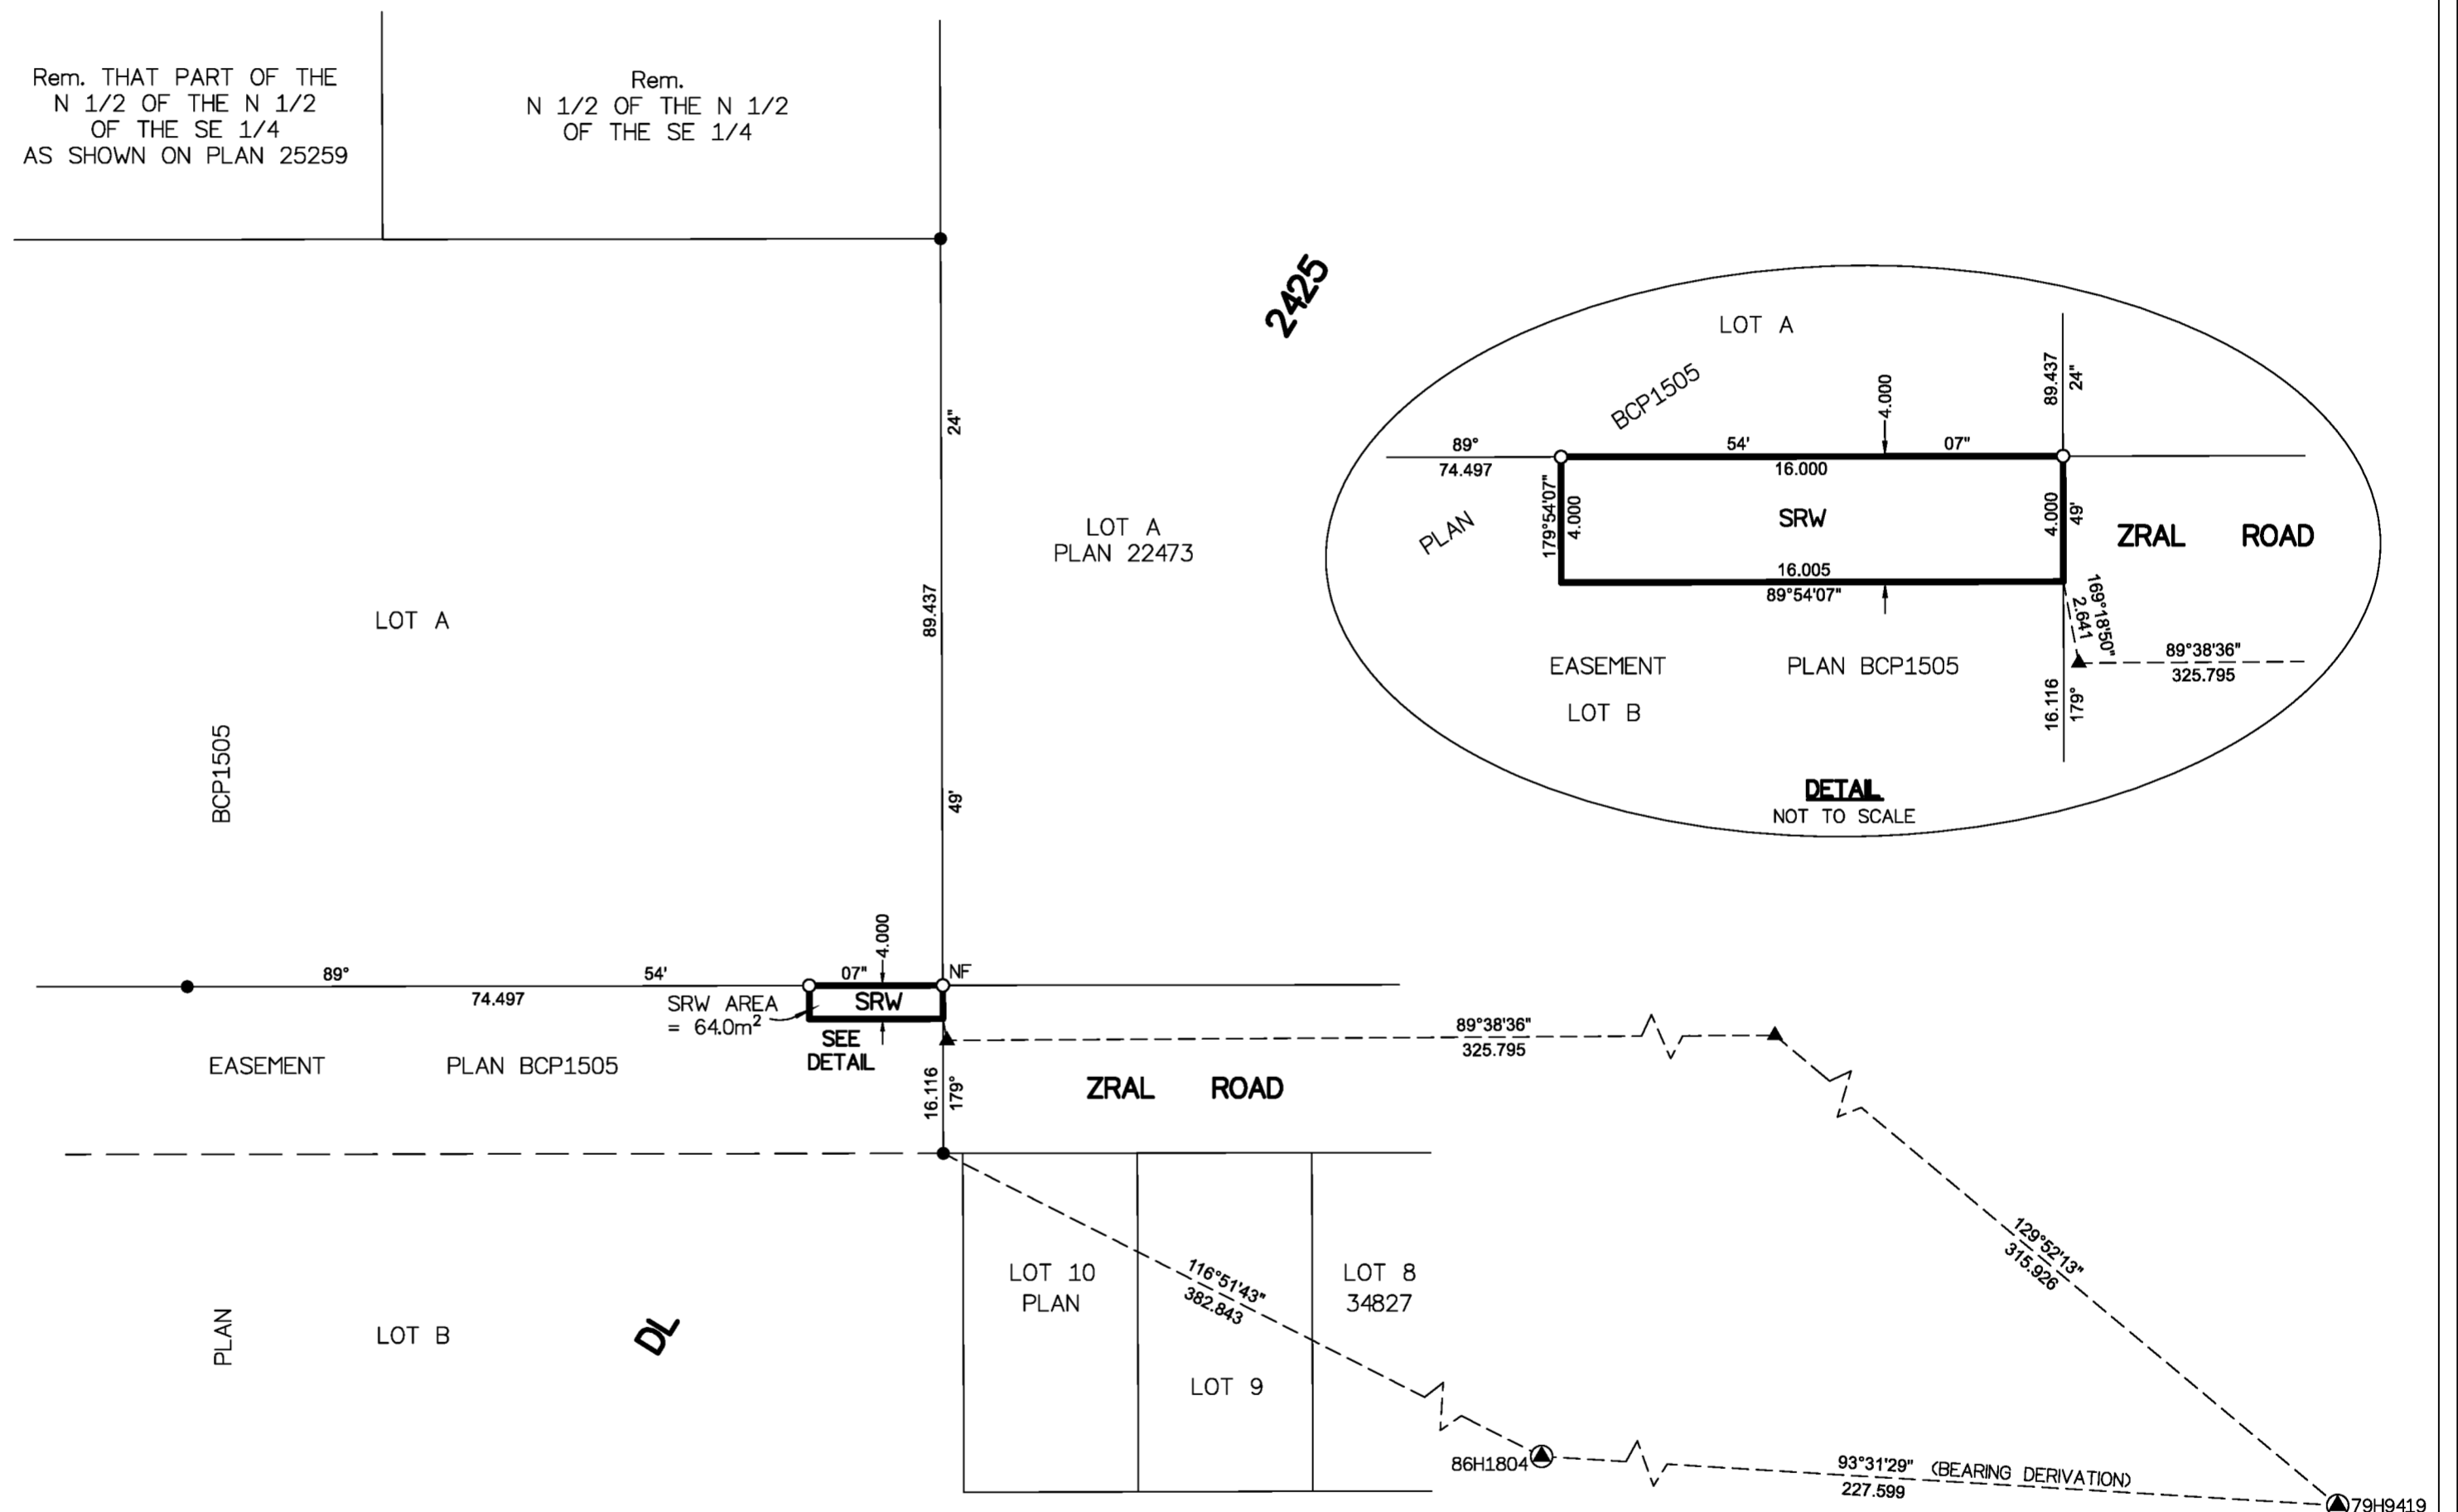 Rem. THAT PART OF THE
N 1/2 OF THE N 1/2
OF THE SE 1/4
AS SHOWN ON PLAN 25259
Rem.
N 1/2 OF THE N 1/2
OF THE SE 1/4
2425
24"
89.437
49'
LOT A
PLAN 22473
LOT A
BCP1505
LOT A
BCP1505
PLAN
89.437
24"
4.000
89°
54'
07"
74.497
16.000
179°54'07"
4.000
SRW
4.000
49'
ZRAL ROAD
16.005
89°54'07"
169°18'50"
2.641
89°38'36"
325.795
EASEMENT PLAN BCP1505
LOT B
16.116
179°
DETAIL
NOT TO SCALE
4.000
89°
54'
07"
NF
74.497
SRW AREA
= 64.0m²
SRW
SEE
DETAIL
EASEMENT PLAN BCP1505
16.116
179°
89°38'36"
325.795
ZRAL ROAD
129°52'13"
315.926
116°51'43"
382.843
LOT 10
PLAN
LOT 8
34827
LOT 9
PLAN
LOT B
DL
86H1804
93°31'29" (BEARING DERIVATION)
227.599
79H9419